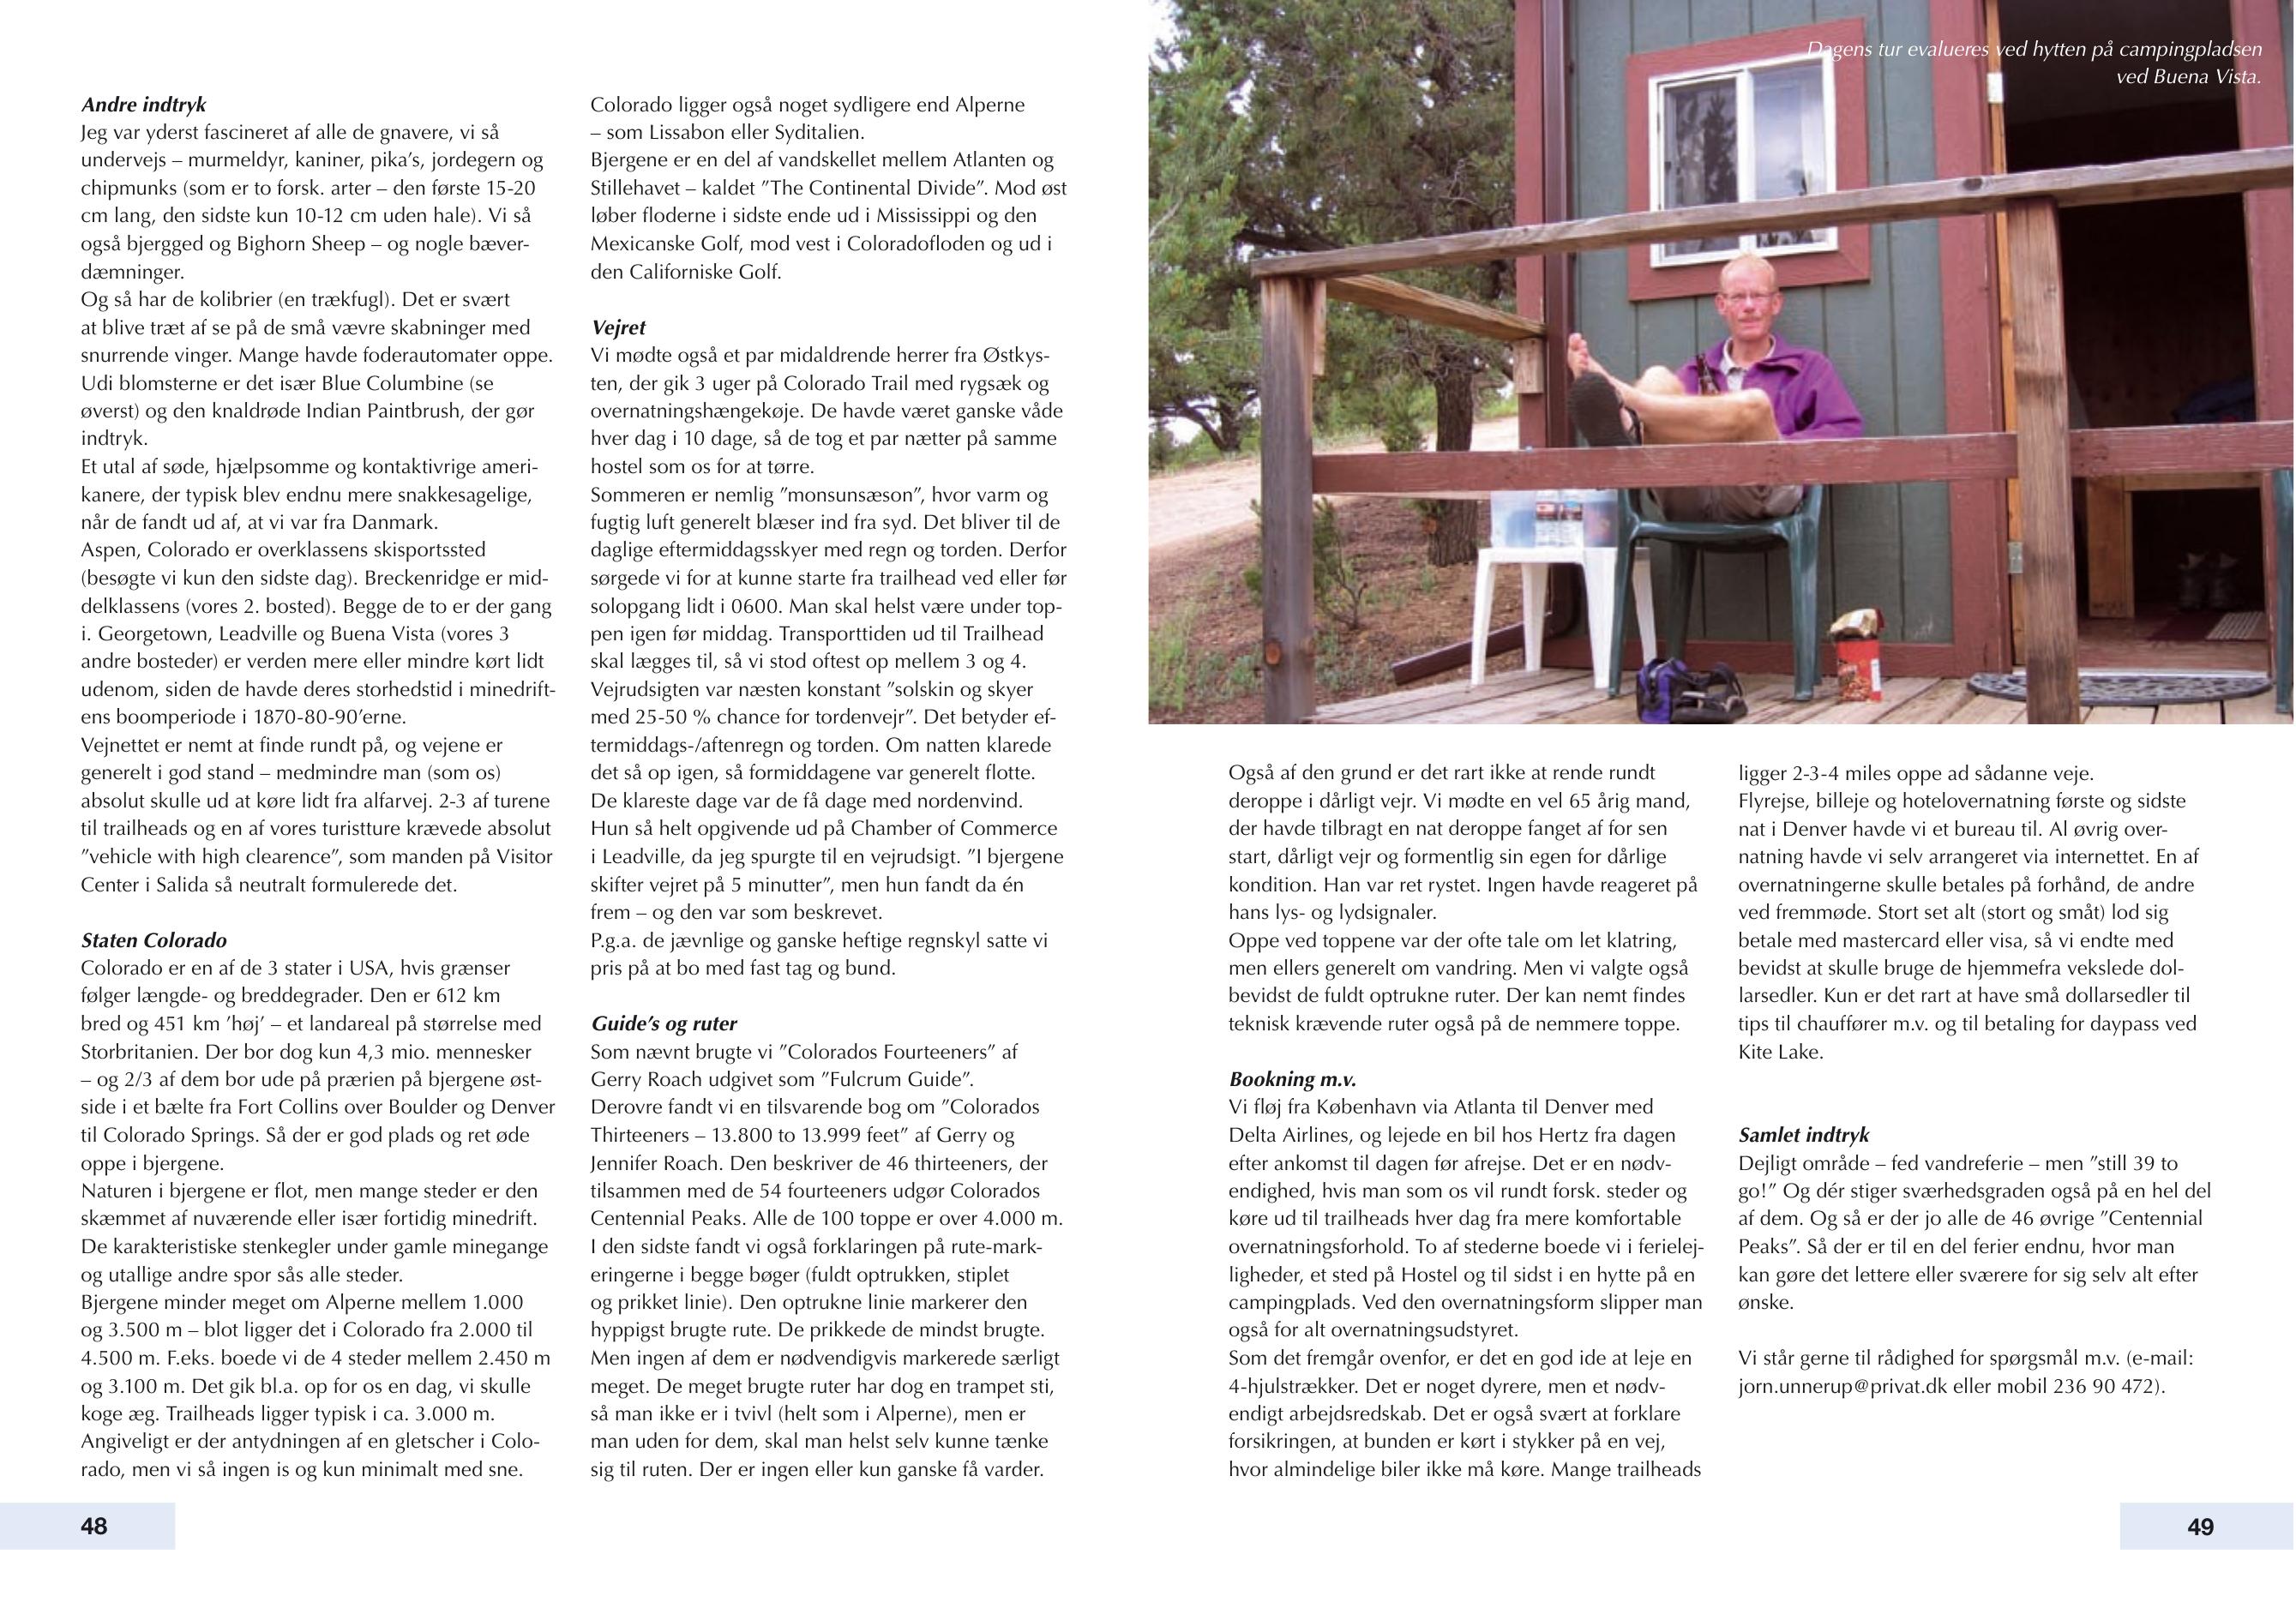 Andre indtryk
Jeg var yderst fascineret af alle de gnavere, vi så
undervejs – murmeldyr, kaniner, pika’s, jordegern og
chipmunks (som er to forsk. arter – den første 15-20
cm lang, den sidste kun 10-12 cm uden hale). Vi så
også bjergged og Bighorn Sheep – og nogle bæver-
dæmninger.
Og så har de kolibrier (en trækfugl). Det er svært
at blive træt af se på de små vævre skabninger med
snurrende vinger. Mange havde foderautomater oppe.
Udi blomsterne er det især Blue Columbine (se
øverst) og den knaldrøde Indian Paintbrush, der gør
indtryk.
Et utal af søde, hjælpsomme og kontaktivrige ameri-
kanere, der typisk blev endnu mere snakkesagelige,
når de fandt ud af, at vi var fra Danmark.
Aspen, Colorado er overklassens skisportssted
(besøgte vi kun den sidste dag). Breckenridge er mid-
delklassens (vores 2. bosted). Begge de to er der gang
i. Georgetown, Leadville og Buena Vista (vores 3
andre bosteder) er verden mere eller mindre kørt lidt
udenom, siden de havde deres storhedstid i minedrift-
ens boomperiode i 1870-80-90’erne.
Vejnettet er nemt at finde rundt på, og vejene er
generelt i god stand – medmindre man (som os)
absolut skulle ud at køre lidt fra alfarvej. 2-3 af turene
til trailheads og en af vores turistture krævede absolut
”vehicle with high clearence”, som manden på Visitor
Center i Salida så neutralt formulerede det.
Staten Colorado
Colorado er en af de 3 stater i USA, hvis grænser
følger længde- og breddegrader. Den er 612 km
bred og 451 km ’høj’ – et landareal på størrelse med
Storbritanien. Der bor dog kun 4,3 mio. mennesker
– og 2/3 af dem bor ude på prærien på bjergene øst-
side i et bælte fra Fort Collins over Boulder og Denver
til Colorado Springs. Så der er god plads og ret øde
oppe i bjergene.
Naturen i bjergene er flot, men mange steder er den
skæmmet af nuværende eller især fortidig minedrift.
De karakteristiske stenkegler under gamle minegange
og utallige andre spor sås alle steder.
Bjergene minder meget om Alperne mellem 1.000
og 3.500 m – blot ligger det i Colorado fra 2.000 til
4.500 m. F.eks. boede vi de 4 steder mellem 2.450 m
og 3.100 m. Det gik bl.a. op for os en dag, vi skulle
koge æg. Trailheads ligger typisk i ca. 3.000 m.
Angiveligt er der antydningen af en gletscher i Colo-
rado, men vi så ingen is og kun minimalt med sne.
Colorado ligger også noget sydligere end Alperne
– som Lissabon eller Syditalien.
Bjergene er en del af vandskellet mellem Atlanten og
Stillehavet – kaldet ”The Continental Divide”. Mod øst
løber floderne i sidste ende ud i Mississippi og den
Mexicanske Golf, mod vest i Coloradofloden og ud i
den Californiske Golf.
Vejret
Vi mødte også et par midaldrende herrer fra Østkys-
ten, der gik 3 uger på Colorado Trail med rygsæk og
overnatningshængekøje. De havde været ganske våde
hver dag i 10 dage, så de tog et par nætter på samme
hostel som os for at tørre.
Sommeren er nemlig ”monsunsæson”, hvor varm og
fugtig luft generelt blæser ind fra syd. Det bliver til de
daglige eftermiddagsskyer med regn og torden. Derfor
sørgede vi for at kunne starte fra trailhead ved eller før
solopgang lidt i 0600. Man skal helst være under top-
pen igen før middag. Transporttiden ud til Trailhead
skal lægges til, så vi stod oftest op mellem 3 og 4.
Vejrudsigten var næsten konstant ”solskin og skyer
med 25-50 % chance for tordenvejr”. Det betyder ef-
termiddags-/aftenregn og torden. Om natten klarede
det så op igen, så formiddagene var generelt flotte.
De klareste dage var de få dage med nordenvind.
Hun så helt opgivende ud på Chamber of Commerce
i Leadville, da jeg spurgte til en vejrudsigt. ”I bjergene
skifter vejret på 5 minutter”, men hun fandt da én
frem – og den var som beskrevet.
P.g.a. de jævnlige og ganske heftige regnskyl satte vi
pris på at bo med fast tag og bund.
Guide’s og ruter
Som nævnt brugte vi ”Colorados Fourteeners” af
Gerry Roach udgivet som ”Fulcrum Guide”.
Derovre fandt vi en tilsvarende bog om ”Colorados
Thirteeners – 13.800 to 13.999 feet” af Gerry og
Jennifer Roach. Den beskriver de 46 thirteeners, der
tilsammen med de 54 fourteeners udgør Colorados
Centennial Peaks. Alle de 100 toppe er over 4.000 m.
I den sidste fandt vi også forklaringen på rute-mark-
eringerne i begge bøger (fuldt optrukken, stiplet
og prikket linie). Den optrukne linie markerer den
hyppigst brugte rute. De prikkede de mindst brugte.
Men ingen af dem er nødvendigvis markerede særligt
meget. De meget brugte ruter har dog en trampet sti,
så man ikke er i tvivl (helt som i Alperne), men er
man uden for dem, skal man helst selv kunne tænke
sig til ruten. Der er ingen eller kun ganske få varder.
48
Dagens tur evalueres ved hytten på campingpladsen
ved Buena Vista.
Også af den grund er det rart ikke at rende rundt
deroppe i dårligt vejr. Vi mødte en vel 65 årig mand,
der havde tilbragt en nat deroppe fanget af for sen
start, dårligt vejr og formentlig sin egen for dårlige
kondition. Han var ret rystet. Ingen havde reageret på
hans lys- og lydsignaler.
Oppe ved toppene var der ofte tale om let klatring,
men ellers generelt om vandring. Men vi valgte også
bevidst de fuldt optrukne ruter. Der kan nemt findes
teknisk krævende ruter også på de nemmere toppe.
Bookning m.v.
Vi fløj fra København via Atlanta til Denver med
Delta Airlines, og lejede en bil hos Hertz fra dagen
efter ankomst til dagen før afrejse. Det er en nødv-
endighed, hvis man som os vil rundt forsk. steder og
køre ud til trailheads hver dag fra mere komfortable
overnatningsforhold. To af stederne boede vi i ferielej-
ligheder, et sted på Hostel og til sidst i en hytte på en
campingplads. Ved den overnatningsform slipper man
også for alt overnatningsudstyret.
Som det fremgår ovenfor, er det en god ide at leje en
4-hjulstrækker. Det er noget dyrere, men et nødv-
endigt arbejdsredskab. Det er også svært at forklare
forsikringen, at bunden er kørt i stykker på en vej,
hvor almindelige biler ikke må køre. Mange trailheads
ligger 2-3-4 miles oppe ad sådanne veje.
Flyrejse, billeje og hotelovernatning første og sidste
nat i Denver havde vi et bureau til. Al øvrig over-
natning havde vi selv arrangeret via internettet. En af
overnatningerne skulle betales på forhånd, de andre
ved fremmøde. Stort set alt (stort og småt) lod sig
betale med mastercard eller visa, så vi endte med
bevidst at skulle bruge de hjemmefra vekslede dol-
larsedler. Kun er det rart at have små dollarsedler til
tips til chauffører m.v. og til betaling for daypass ved
Kite Lake.
Samlet indtryk
Dejligt område – fed vandreferie – men ”still 39 to
go!” Og dér stiger sværhedsgraden også på en hel del
af dem. Og så er der jo alle de 46 øvrige ”Centennial
Peaks”. Så der er til en del ferier endnu, hvor man
kan gøre det lettere eller sværere for sig selv alt efter
ønske.
Vi står gerne til rådighed for spørgsmål m.v. (e-mail:
jorn.unnerup@privat.dk eller mobil 236 90 472).
49